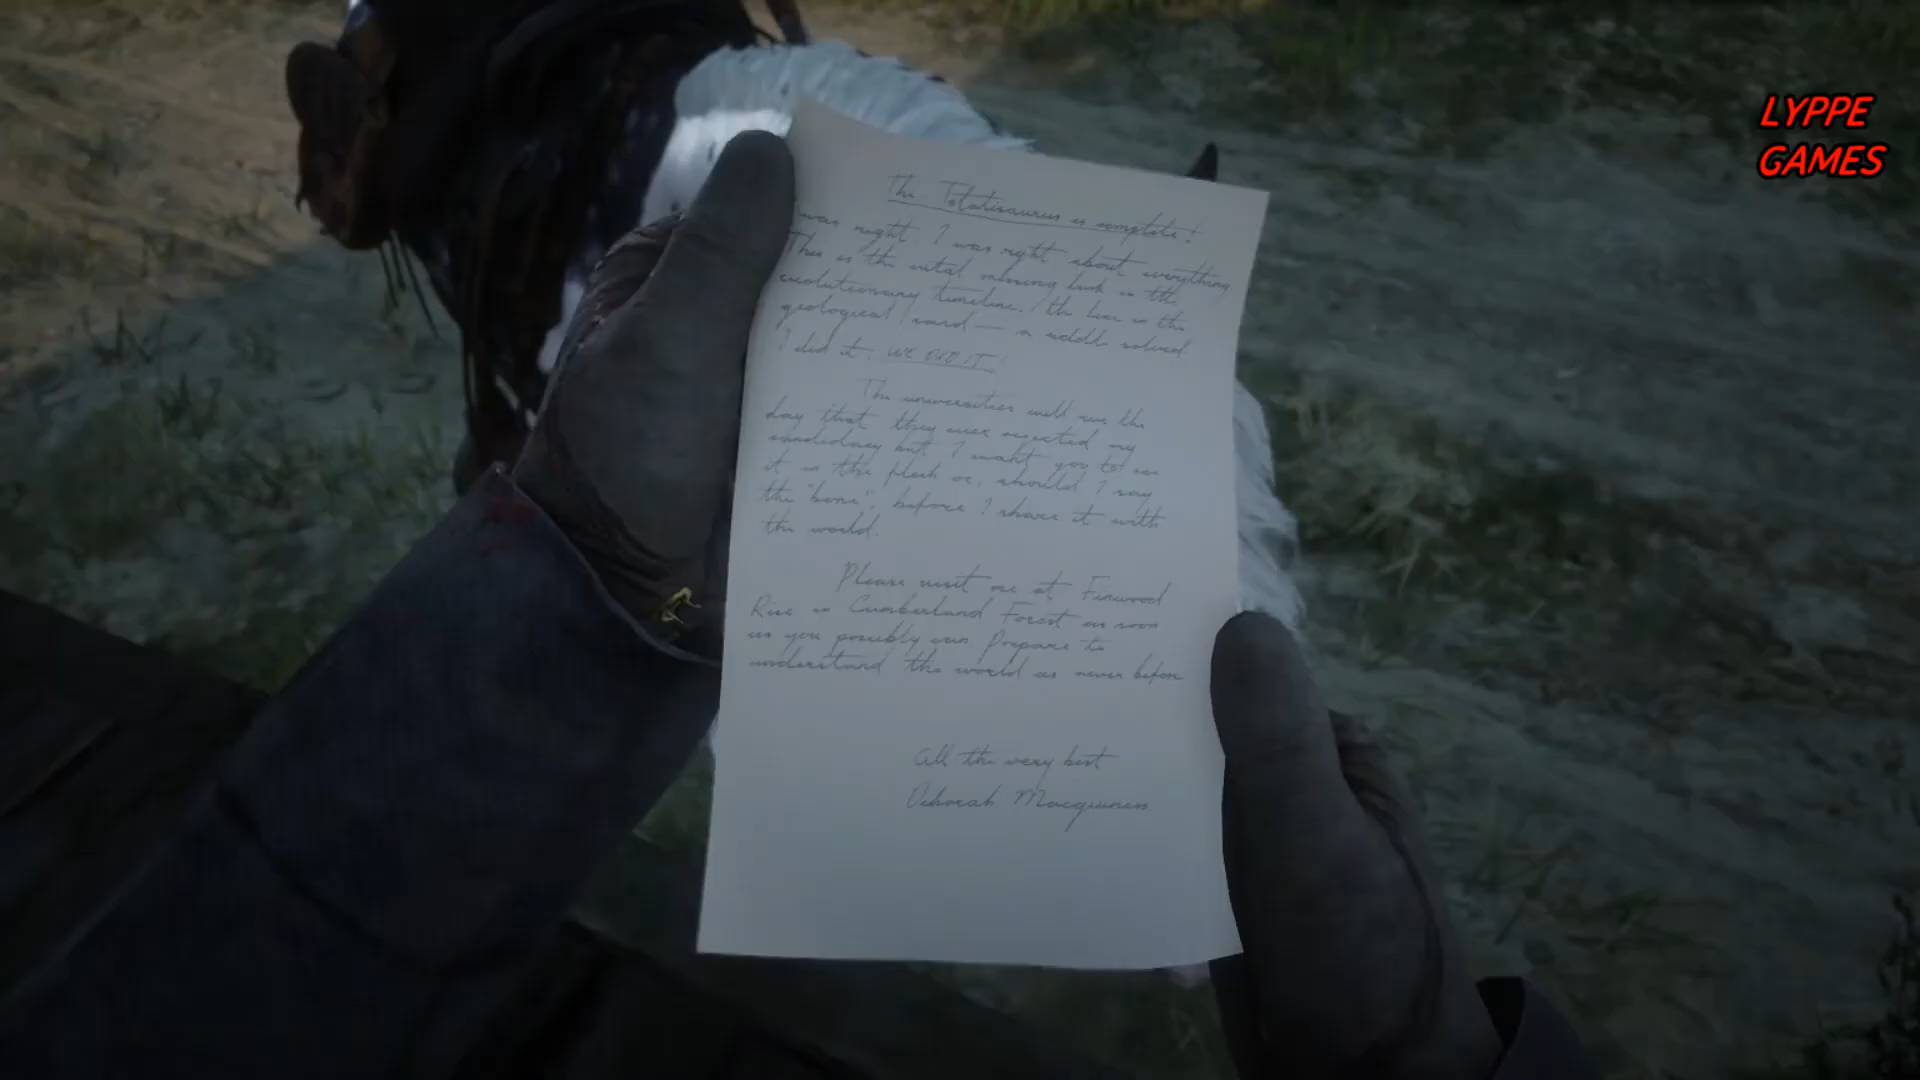 The Totalisaurus is complete!
was right. I was right about everything.
This is the vital missing link in the
evolutionary timeline, the liar in the
geological sand — a riddle solved
I did it. WE DID IT!
The universities will rue the
day that they ever rejected my
candidacy but I want you to see
it in the flesh or, should I say
the "bone", before I share it with
the world.
Please visit me at Firwood
Rise in Cumberland Forest as soon
as you possibly can Prepare to
understand the world as never before
All the very best
Deborah Macguiness
LYPPE
GAMES